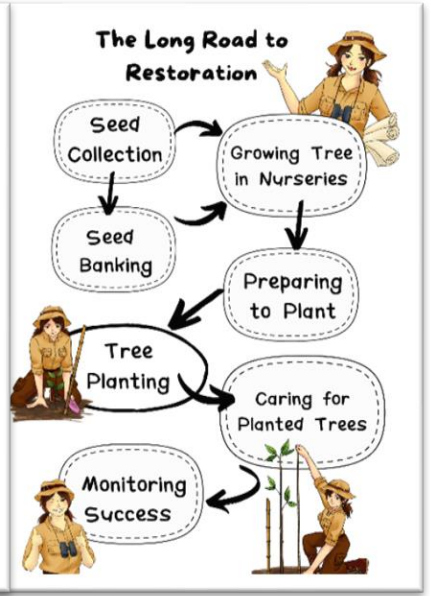 The Long Road to
Restoration
Seed
Collection
Growing Tree
in Nurseries
Seed
Banking
Preparing
to Plant
Tree
Planting
Caring for
Planted Trees
Monitoring
Success